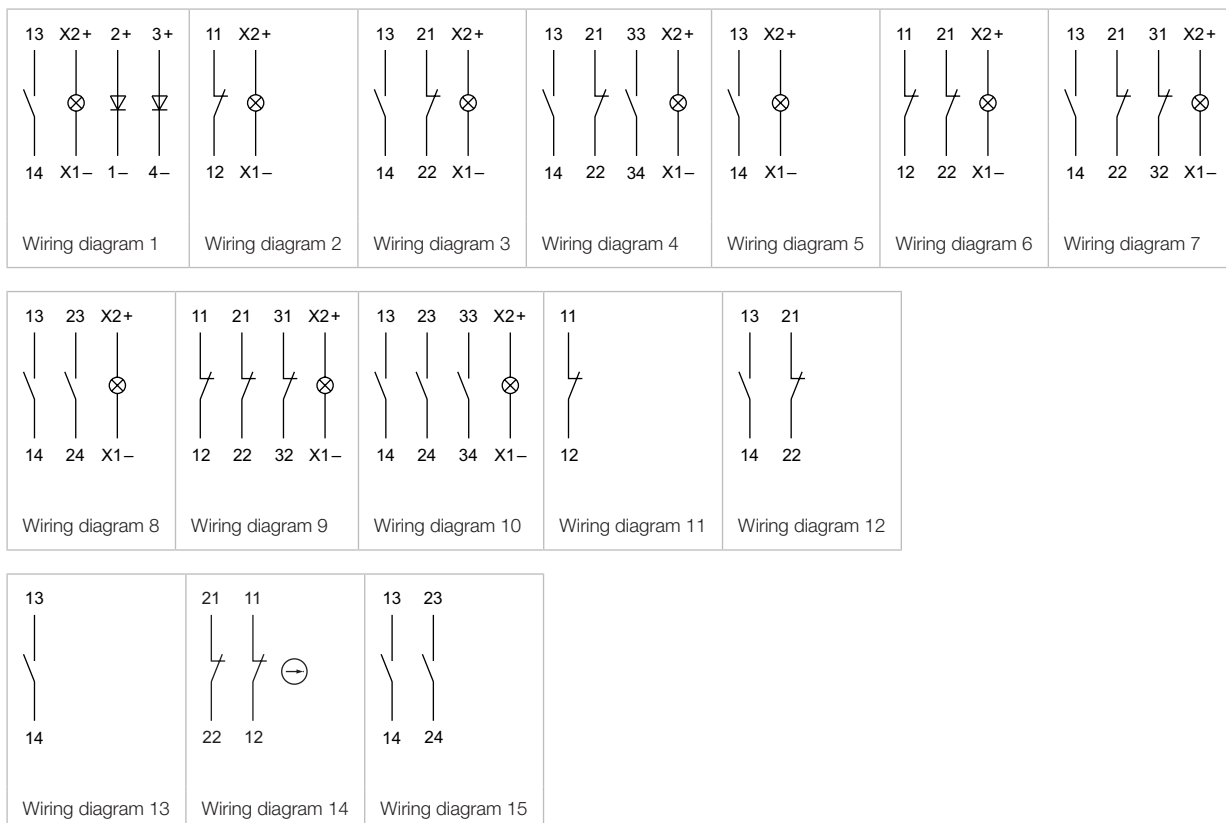 13 X2+ 2+ 3+ 11 X2+ 13 21 X2+ 13 21 33 X2+ 13 X2+ 11 21 X2+ 13 21 31 X2+
14 X1– 1– 4– 12 X1– 14 22 X1– 14 22 34 X1– 14 X1– 12 22 X1– 14 22 32 X1–
Wiring diagram 1 Wiring diagram 2 Wiring diagram 3 Wiring diagram 4 Wiring diagram 5 Wiring diagram 6 Wiring diagram 7
13 23 X2+ 11 21 31 X2+ 13 23 33 X2+ 11 13 21
14 24 X1– 12 22 32 X1– 14 24 34 X1– 12 14 22
Wiring diagram 8 Wiring diagram 9 Wiring diagram 10 Wiring diagram 11 Wiring diagram 12
13 21 11 13 23
14 22 12 14 24
Wiring diagram 13 Wiring diagram 14 Wiring diagram 15